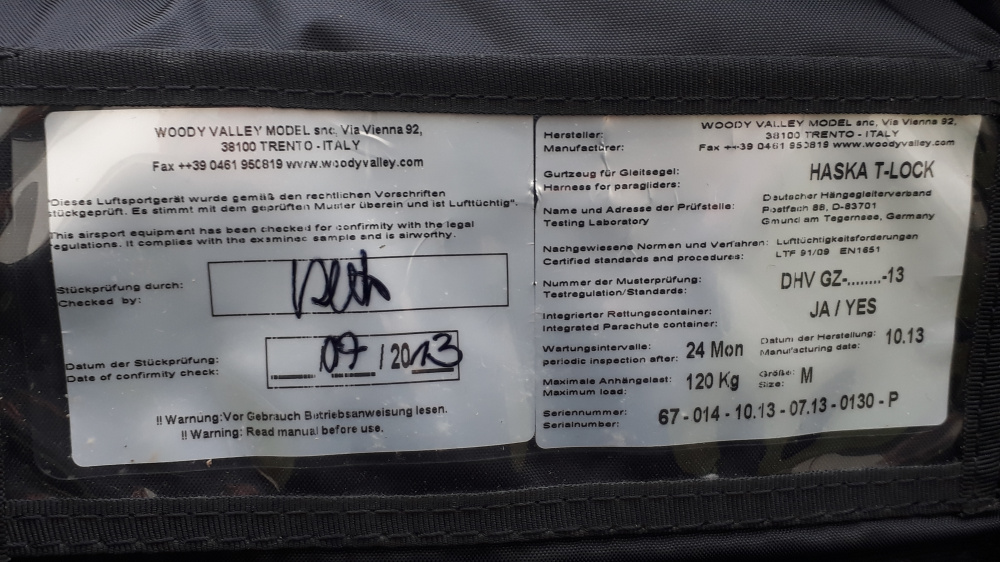 WOODY VALLEY MODEL snc, Via Vienna 92,
38100 TRENTO - ITALY
Fax ++39 0461 950819 www.woodyvalley.com
"Dieses Luftsportgerät wurde gemäß den rechtlichen Vorschriften
stückgeprüft. Es stimmt mit dem geprüften Muster überein und ist Lufttüchtig".
This airsport equipment has been checked for confirmity with the legal
regulations. It complies with the examined sample and is airworthy.
Stückprüfung durch:
Checked by:
Datum der Stückprüfung:
Date of confirmity check:
07 / 2013
!! Warnung:Vor Gebrauch Betriebsanweisung lesen.
!! Warning: Read manual before use.
Hersteller:
Manufacturer:
WOODY VALLEY MODEL snc, Via Vienna 92,
38100 TRENTO - ITALY
Fax ++39 0461 950819 www.woodyvalley.com
Gurtzeug für Gleitsegel:
Harness for paragliders:
HASKA T-LOCK
Name und Adresse der Prüfstelle:
Testing Laboratory
Deutscher Hängegleiterverband
Postfach 88, D-83701
Gmund am Tegernsee, Germany
Nachgewiesene Normen und Verfahren:
Certified standards and procedures:
Lufttüchtigkeitsforderungen
LTF 91/09 EN1651
Nummer der Musterprüfung:
Testregulation/Standards:
DHV GZ-........-13
Integrierter Rettungscontainer:
Integrated Parachute container:
JA / YES
Wartungsintervalle:
periodic inspection after:
24 Mon
Datum der Herstellung:
Manufacturing date:
10.13
Maximale Anhängelast:
Maximum load:
120 Kg
Größe:
Size:
M
Seriennummer:
Serialnumber:
67 - 014 - 10.13 - 07.13 - 0130 - P